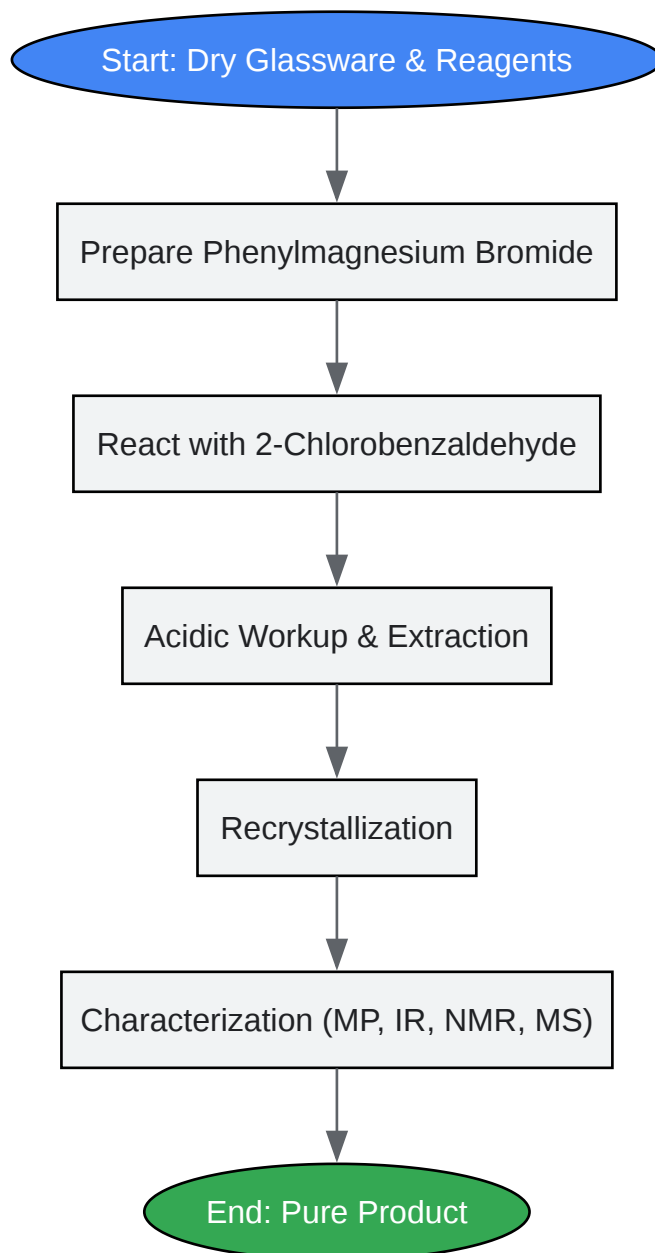 Start: Dry Glassware & Reagents
Prepare Phenylmagnesium Bromide
React with 2-Chlorobenzaldehyde
Acidic Workup & Extraction
Recrystallization
Characterization (MP, IR, NMR, MS)
End: Pure Product